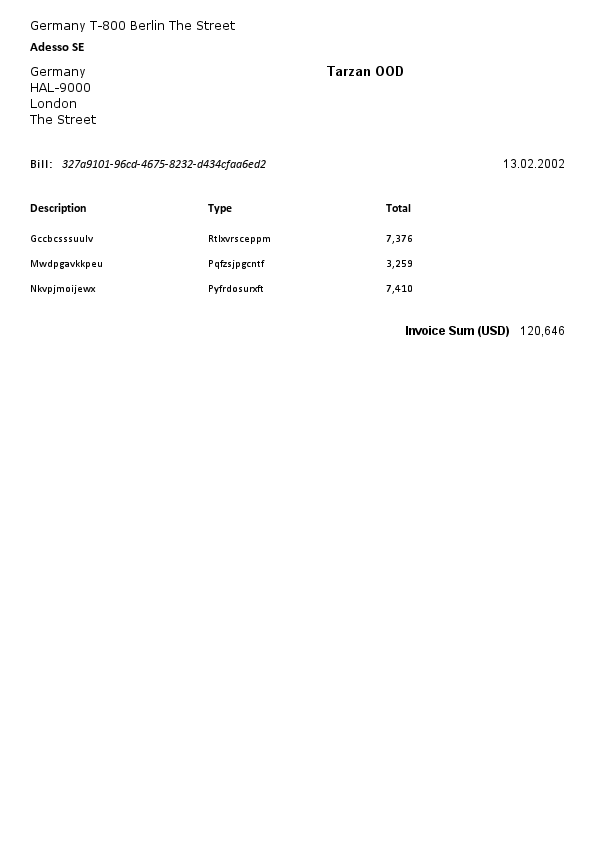 Germany T-800 Berlin The Street
Adesso SE
Germany
HAL-9000
London
The Street
Tarzan OOD
Bill: 327a9101-96cd-4675-8232-d434cfaa6ed2 13.02.2002
Description Type Total
Gccbcsssuulv Rtlxvrsceppm 7,376
Mwdpgavkkpeu Pqfzsjpgcntf 3,259
Nkvpjmoijewx Pyfrdosurxft 7,410
Invoice Sum (USD) 120,646